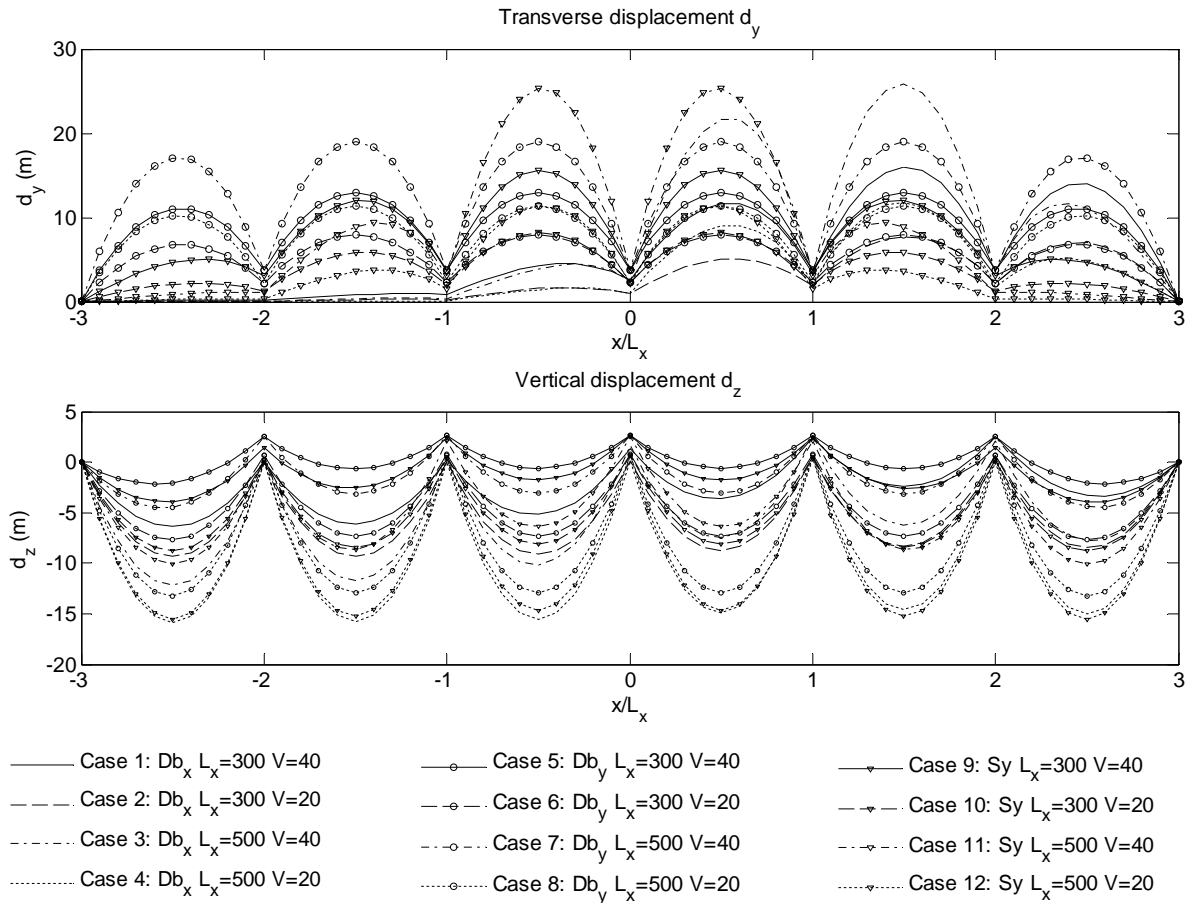 Transverse displacement d_y
30
20
10
0
d_y (m)
-3 -2 -1 0 1 2 3
x/L_x
Vertical displacement d_z
5
0
-5
-10
-15
-20
d_z (m)
-3 -2 -1 0 1 2 3
x/L_x
Case 1: Db_x L_x=300 V=40
Case 2: Db_x L_x=300 V=20
Case 3: Db_x L_x=500 V=40
Case 4: Db_x L_x=500 V=20
Case 5: Db_y L_x=300 V=40
Case 6: Db_y L_x=300 V=20
Case 7: Db_y L_x=500 V=40
Case 8: Db_y L_x=500 V=20
Case 9: Sy L_x=300 V=40
Case 10: Sy L_x=300 V=20
Case 11: Sy L_x=500 V=40
Case 12: Sy L_x=500 V=20